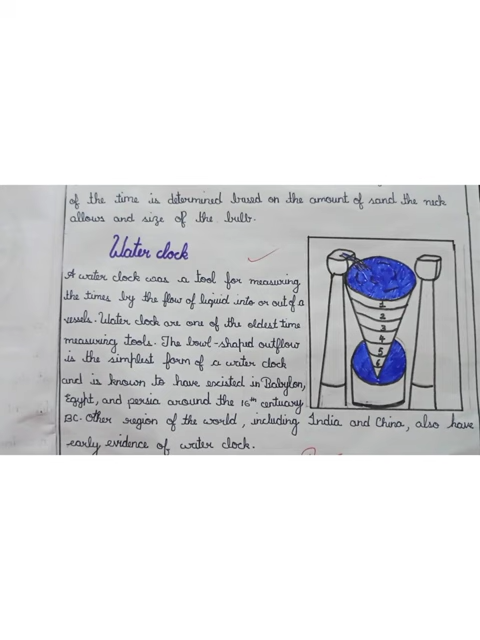 of the time is determined based on the amount of sand the neck
allows and size of the bulb.
Water clock
A water clock was a tool for measuring
the times by the flow of liquid into or out of a
vessels. Water clock are one of the oldest time
measuring tools. The bowl-shaped outflow
is the simplest form of a water clock
and is known to have excisted in Babylon,
Egyht, and persia around the 16th centuary
BC. Other region of the world, including India and China, also have
early evidence of water clock.
1
2
3
4
5
6